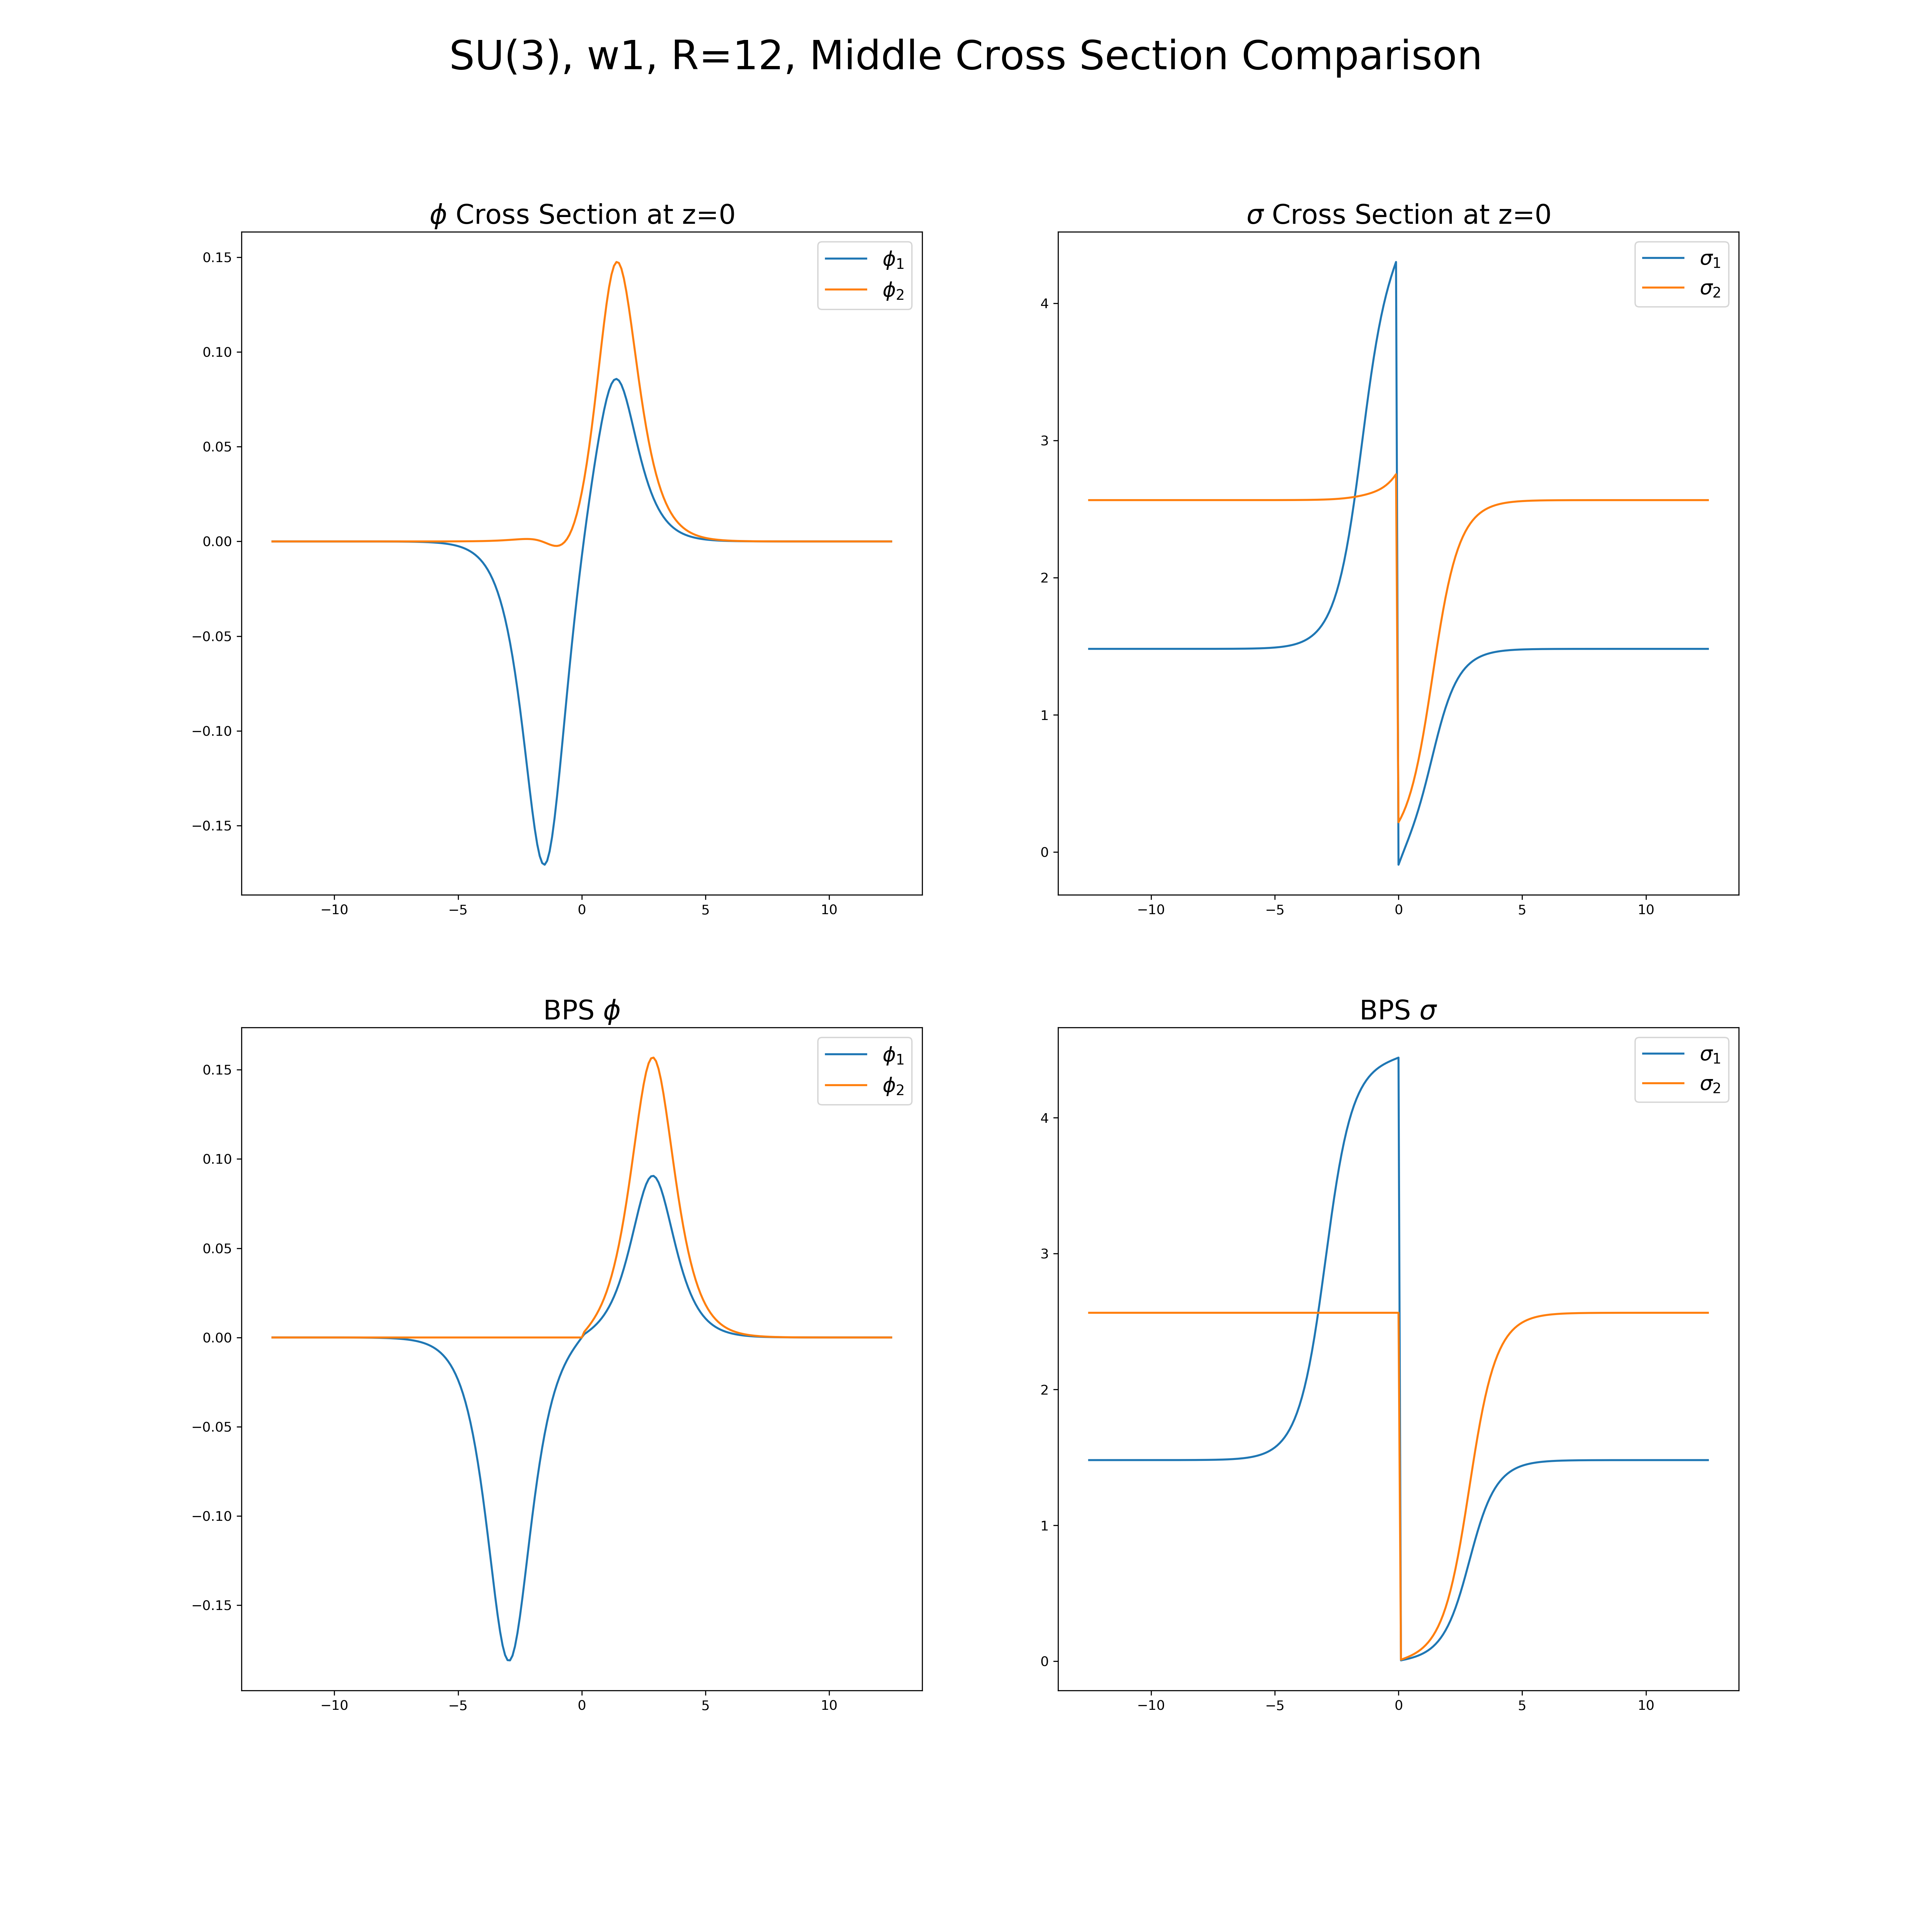 SU(3), w1, R=12, Middle Cross Section Comparison
ϕ Cross Section at z=0
0.15
0.10
0.05
0.00
−0.05
−0.10
−0.15
−10 −5 0 5 10
ϕ1
ϕ2
σ Cross Section at z=0
4
3
2
1
0
−10 −5 0 5 10
σ1
σ2
BPS ϕ
0.15
0.10
0.05
0.00
−0.05
−0.10
−0.15
−10 −5 0 5 10
ϕ1
ϕ2
BPS σ
4
3
2
1
0
−10 −5 0 5 10
σ1
σ2